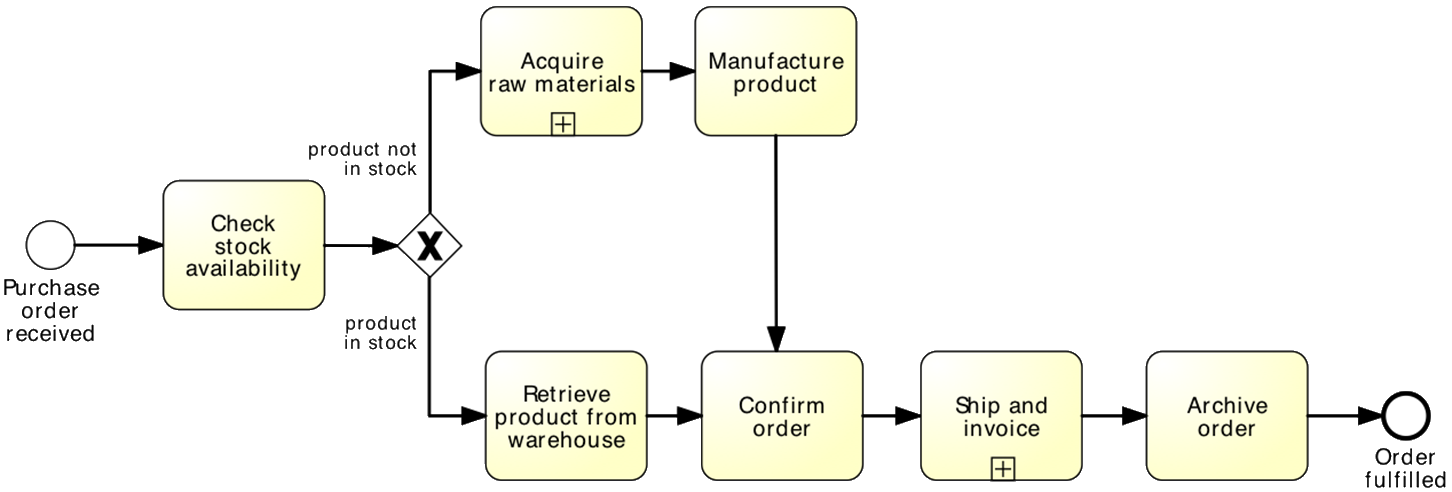 Acquire
raw materials
Manufacture
product
product not
in stock
Check
stock
availability
X
Purchase
order
received
product
in stock
Retrieve
product from
warehouse
Confirm
order
Ship and
invoice
Archive
order
Order
fulfilled